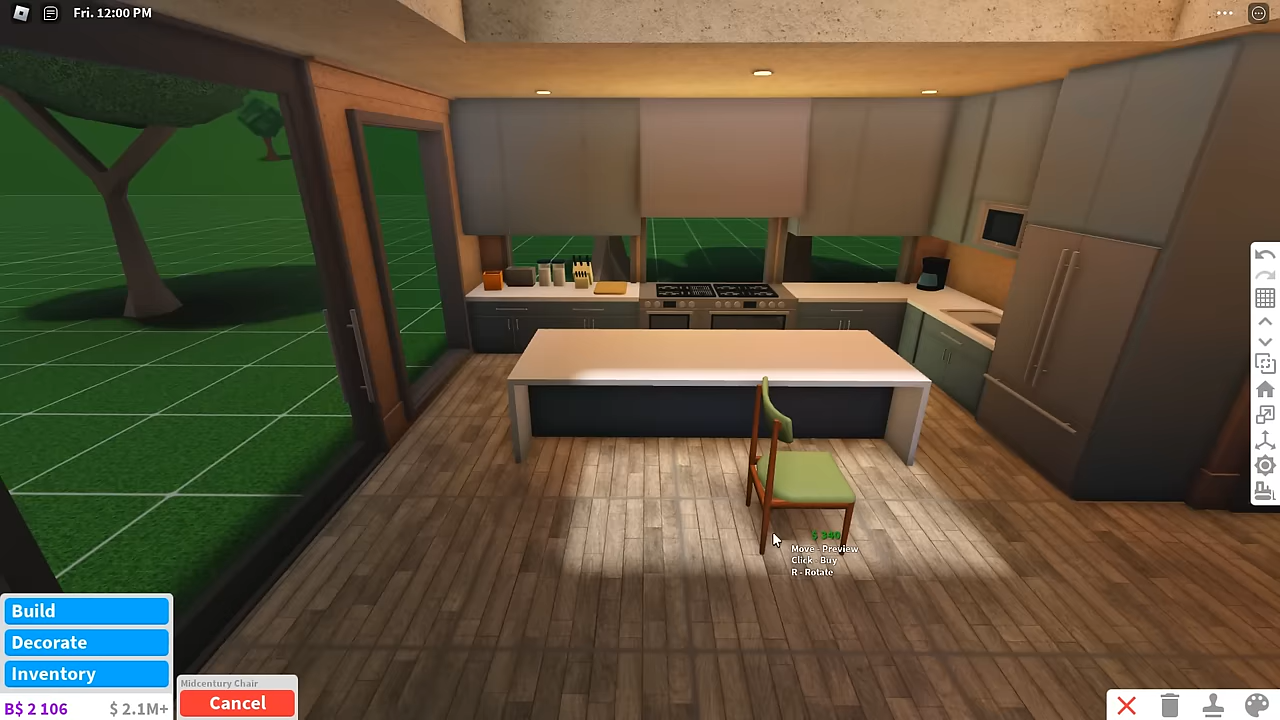 Fri. 12:00 PM
$ 340
Move - Preview
Click - Buy
R - Rotate
Build
Decorate
Inventory
B$ 2 106 $ 2.1M+
Midcentury Chair
Cancel